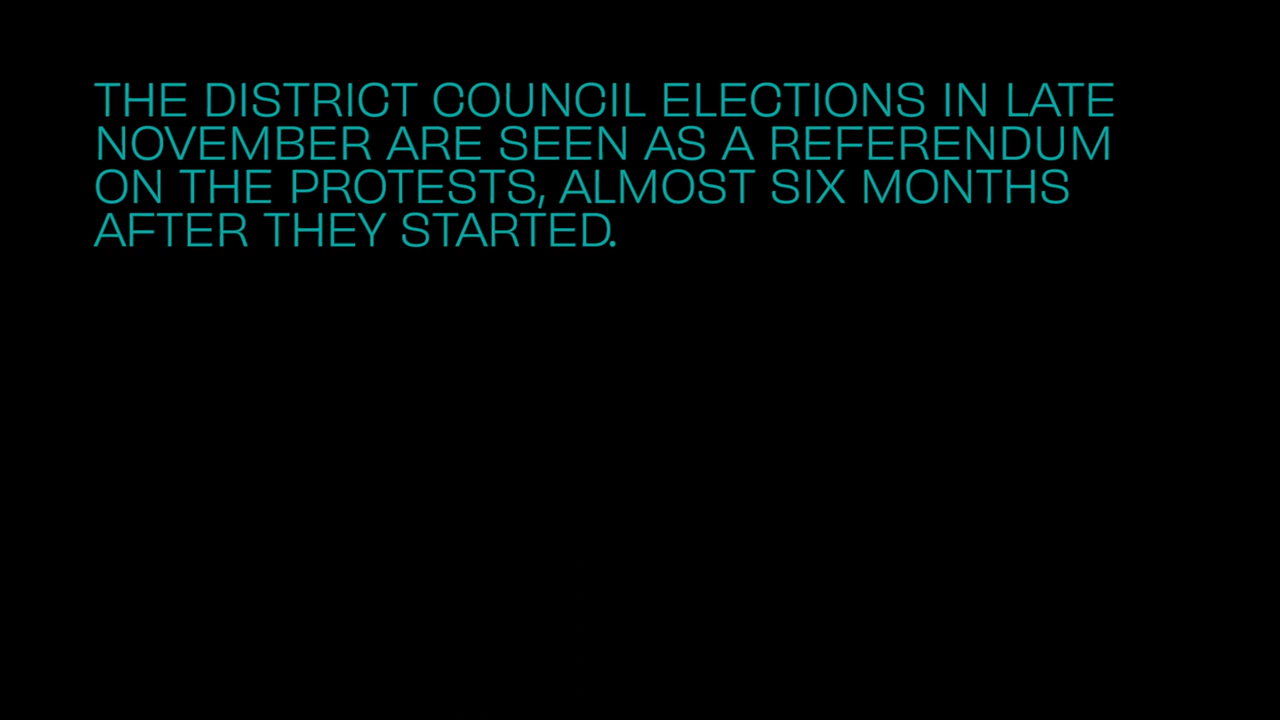 THE DISTRICT COUNCIL ELECTIONS IN LATE
NOVEMBER ARE SEEN AS A REFERENDUM
ON THE PROTESTS, ALMOST SIX MONTHS
AFTER THEY STARTED.